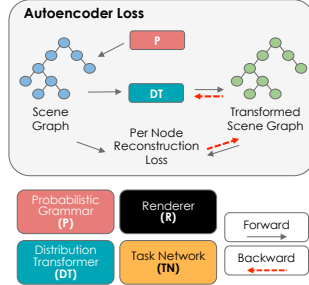 Autoencoder Loss
P
DT
Scene
Graph
Transformed
Scene Graph
Per Node
Reconstruction
Loss
Probabilistic
Grammar
(P)
Renderer
(R)
Forward
Distribution
Transformer
(DT)
Task Network
(TN)
Backward